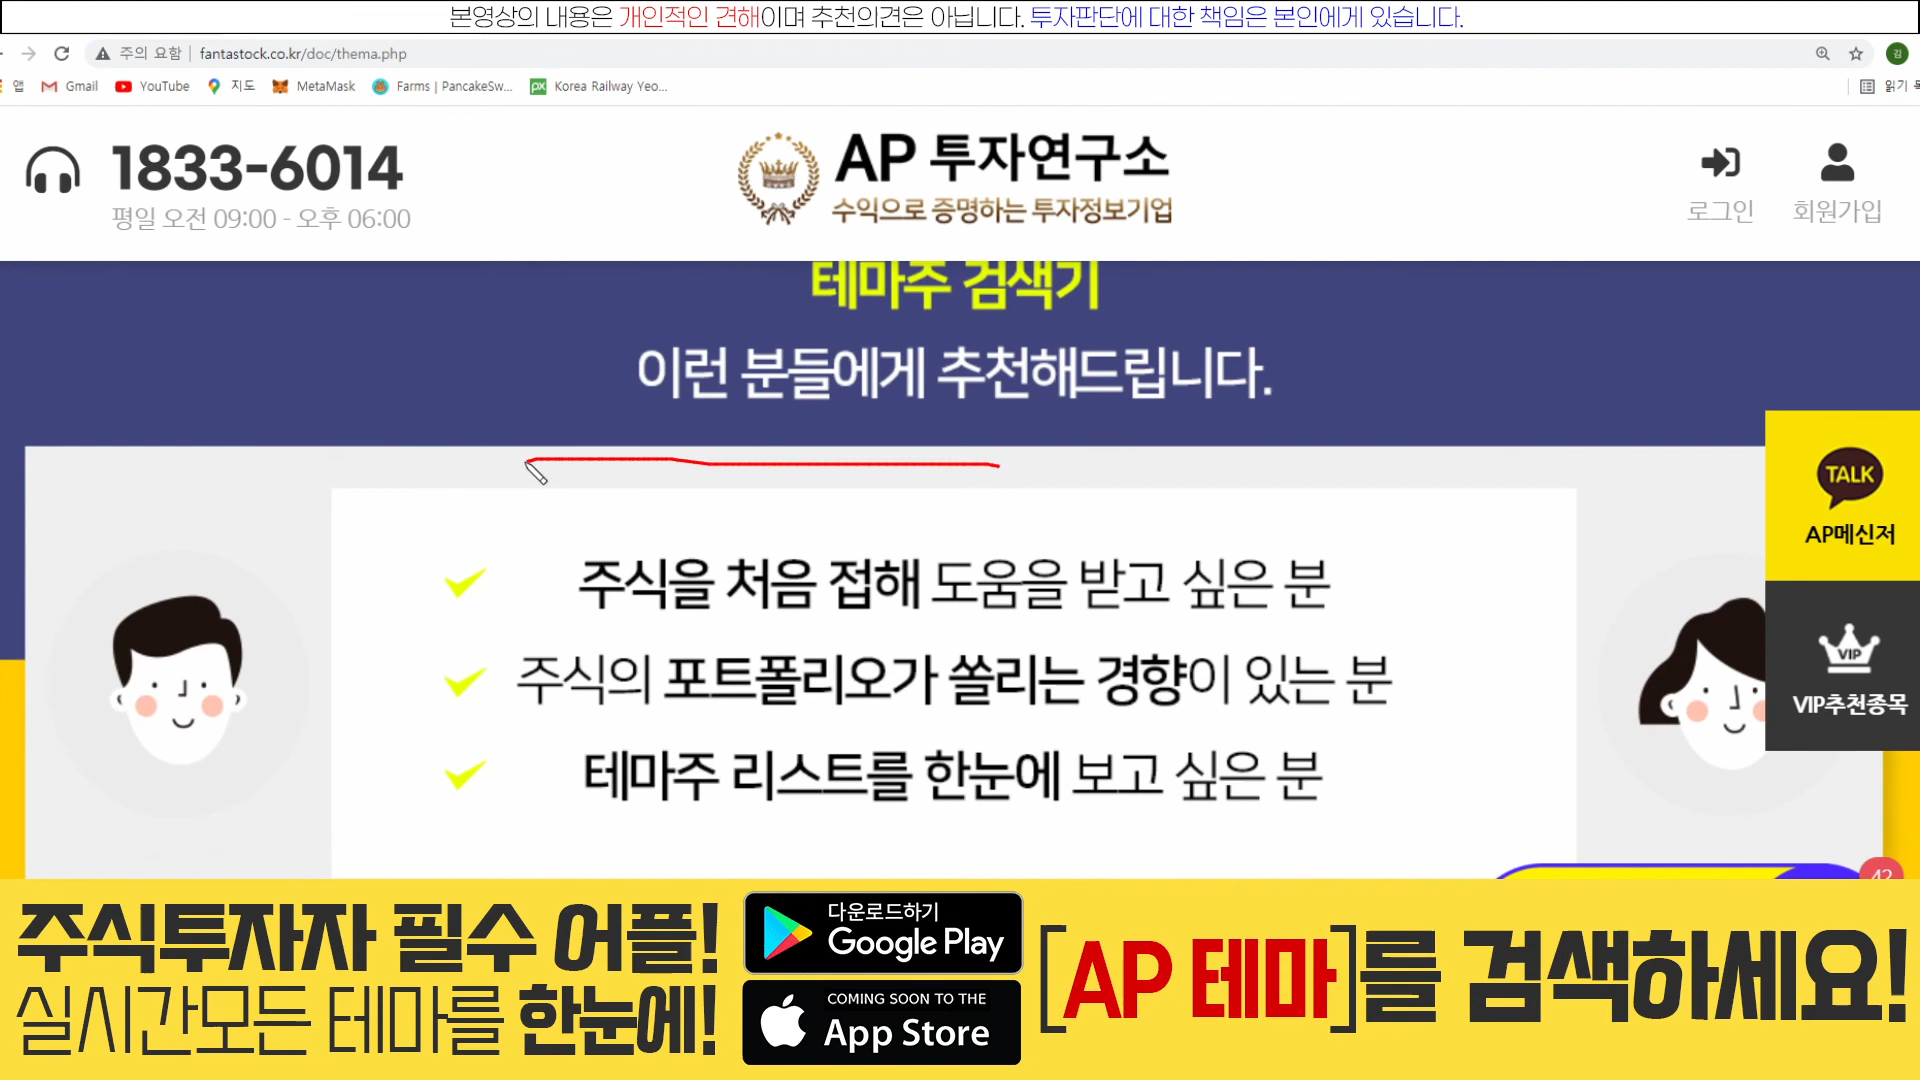 본영상의 내용은 개인적인 견해이며 추천의견은 아닙니다. 투자판단에 대한 책임은 본인에게 있습니다.
주의 요함 | fantastock.co.kr/doc/thema.php
김
앱 Gmail YouTube 지도 MetaMask Farms | PancakeSw... px Korea Railway Yeo... 읽기
1833-6014
평일 오전 09:00 - 오후 06:00
AP 투자연구소
수익으로 증명하는 투자정보기업
로그인 회원가입
테마주 검색기
이런 분들에게 추천해드립니다.
TALK
AP메신저
VIP
VIP추천종목
주식을 처음 접해 도움을 받고 싶은 분
주식의 포트폴리오가 쏠리는 경향이 있는 분
테마주 리스트를 한눈에 보고 싶은 분
42
주식투자자 필수 어플!
실시간모든 테마를 한눈에!
다운로드하기
Google Play
COMING SOON TO THE
App Store
[AP 테마]를 검색하세요!